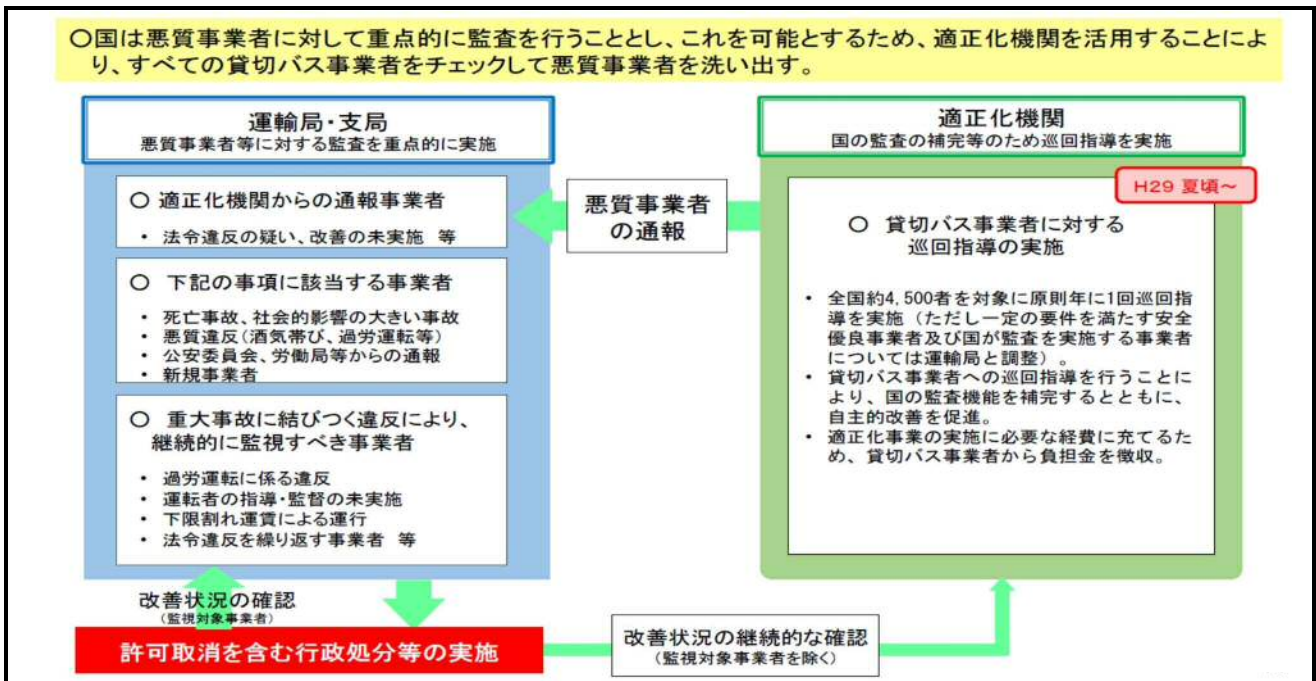 〇国は悪質事業者に対して重点的に監査を行うこととし、これを可能とするため、適正化機関を活用することによ
り、すべての貸切バス事業者をチェックして悪質事業者を洗い出す。
運輸局・支局
悪質事業者等に対する監査を重点的に実施
〇 適正化機関からの通報事業者
・ 法令違反の疑い、改善の未実施 等
〇 下記の事項に該当する事業者
・ 死亡事故、社会的影響の大きい事故
・ 悪質違反(酒気帯び、過労運転等)
・ 公安委員会、労働局等からの通報
・ 新規事業者
〇 重大事故に結びつく違反により、
継続的に監視すべき事業者
・ 過労運転に係る違反
・ 運転者の指導・監督の未実施
・ 下限割れ運賃による運行
・ 法令違反を繰り返す事業者 等
悪質事業者
の通報
適正化機関
国の監査の補完等のため巡回指導を実施
H29 夏頃～
〇 貸切バス事業者に対する
巡回指導の実施
・ 全国約4,500者を対象に原則年に1回巡回指
導を実施（ただし一定の要件を満たす安全
優良事業者及び国が監査を実施する事業者
については運輸局と調整）。
・ 貸切バス事業者への巡回指導を行うことに
より、国の監査機能を補完するとともに、
自主的改善を促進。
・ 適正化事業の実施に必要な経費に充てるた
め、貸切バス事業者から負担金を徴収。
改善状況の確認
(監視対象事業者)
許可取消を含む行政処分等の実施
改善状況の継続的な確認
(監視対象事業者を除く)